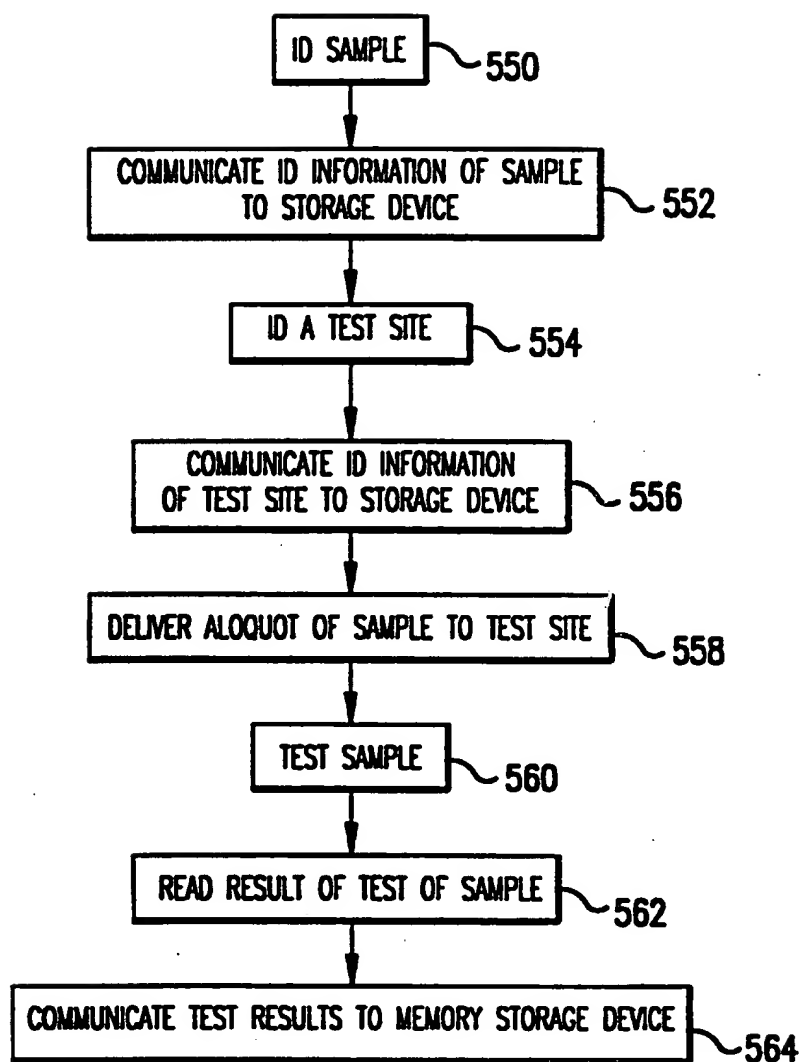 ID SAMPLE
550
COMMUNICATE ID INFORMATION OF SAMPLE
TO STORAGE DEVICE
552
ID A TEST SITE
554
COMMUNICATE ID INFORMATION
OF TEST SITE TO STORAGE DEVICE
556
DELIVER ALOQUOT OF SAMPLE TO TEST SITE
558
TEST SAMPLE
560
READ RESULT OF TEST OF SAMPLE
562
COMMUNICATE TEST RESULTS TO MEMORY STORAGE DEVICE
564